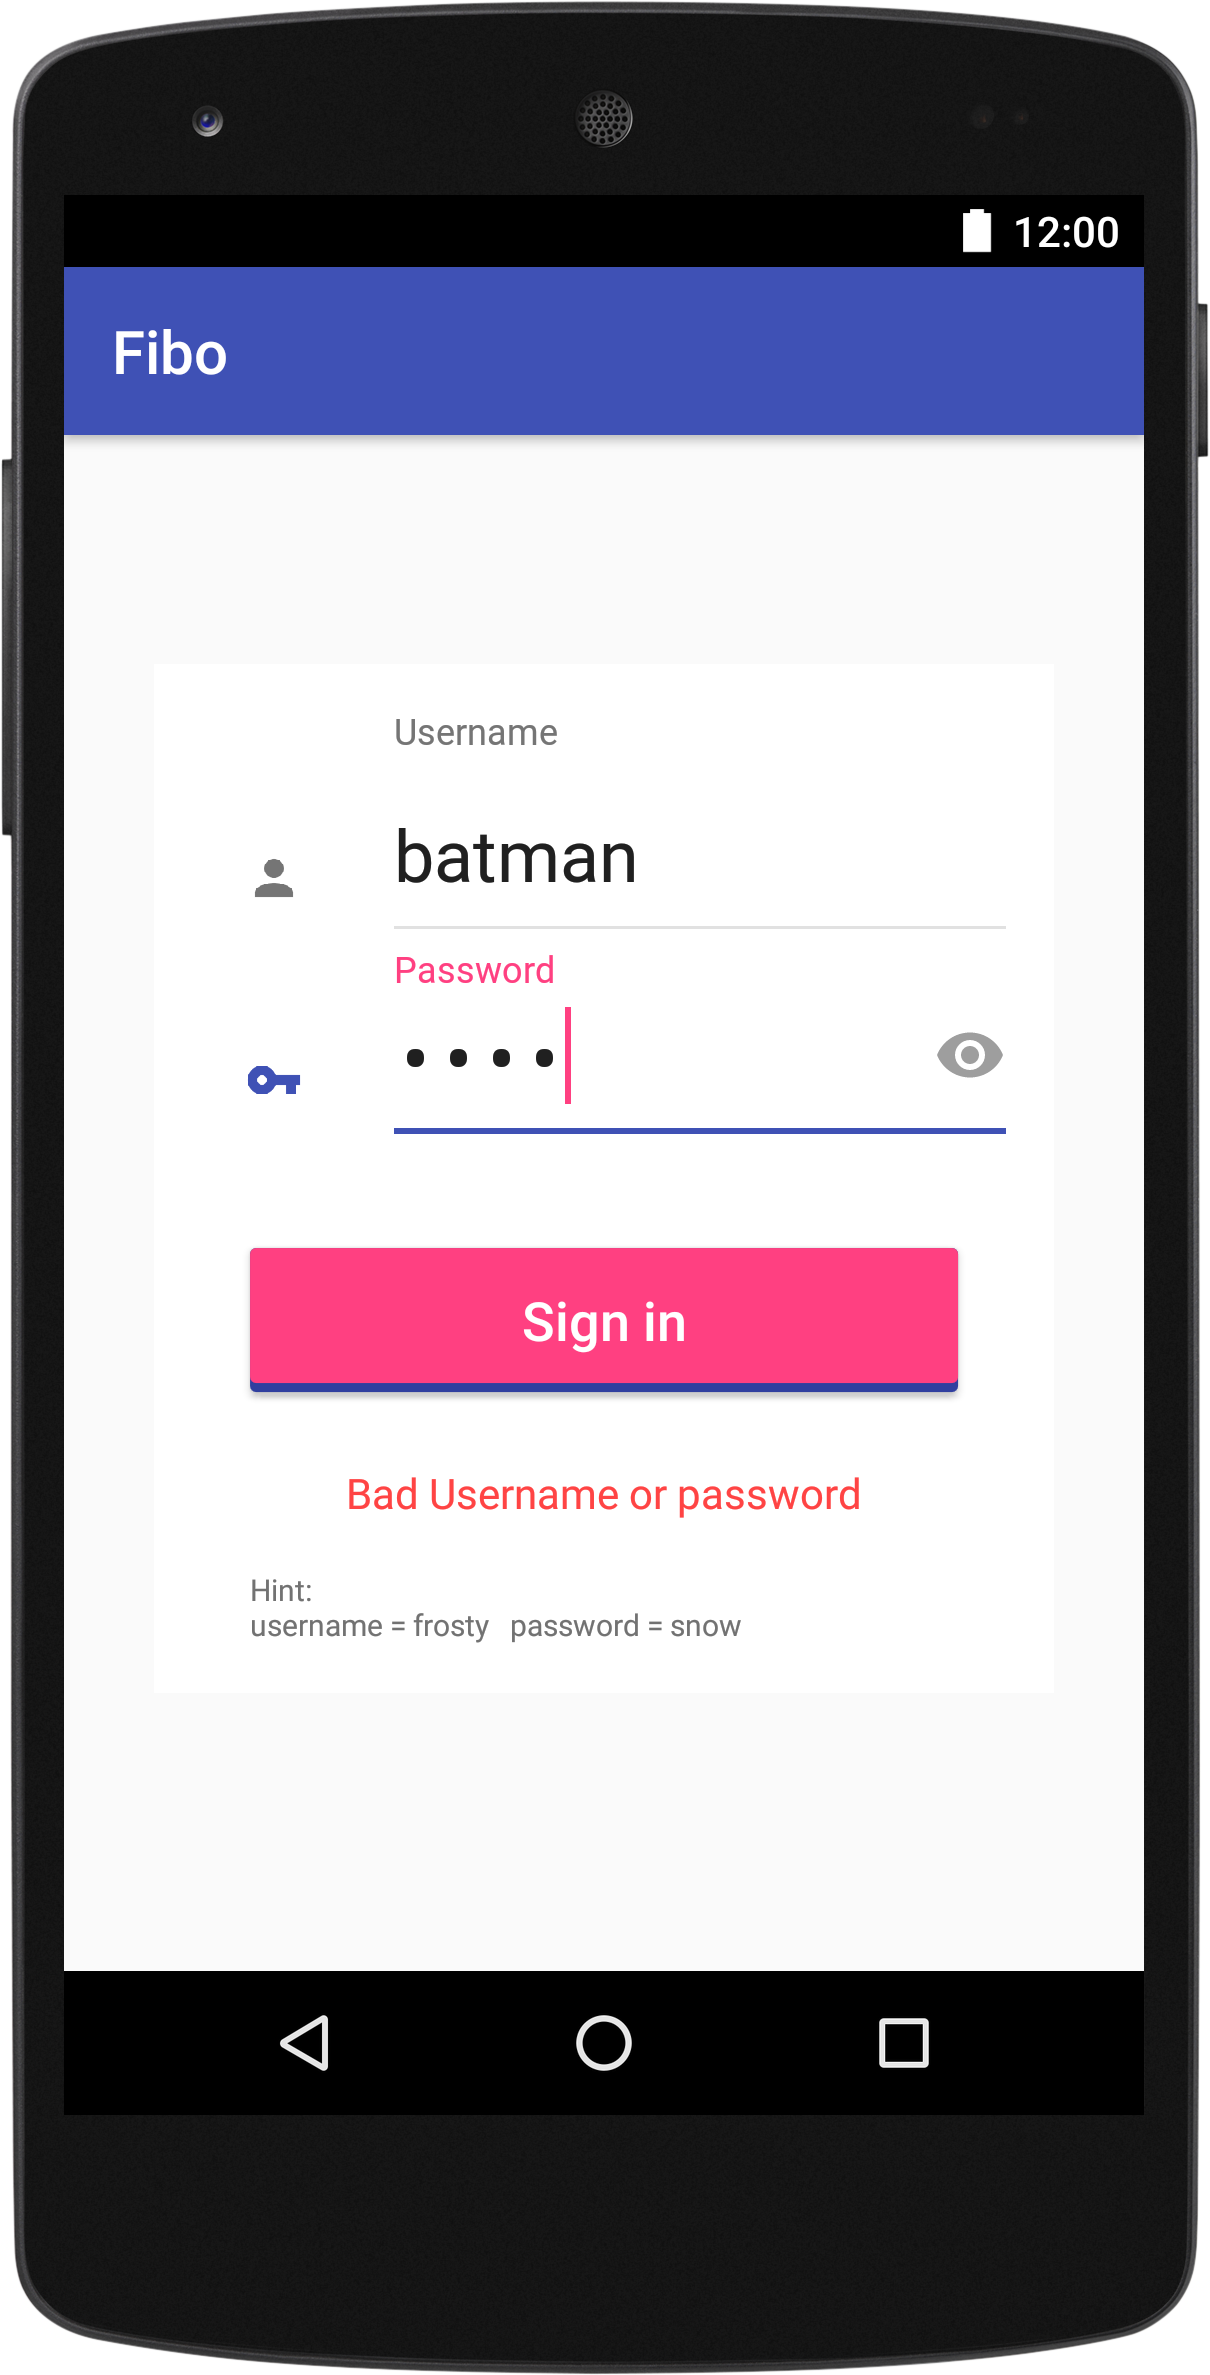 12:00
Fibo
Username
batman
Password
••••
Sign in
Bad Username or password
Hint:
username = frosty   password = snow